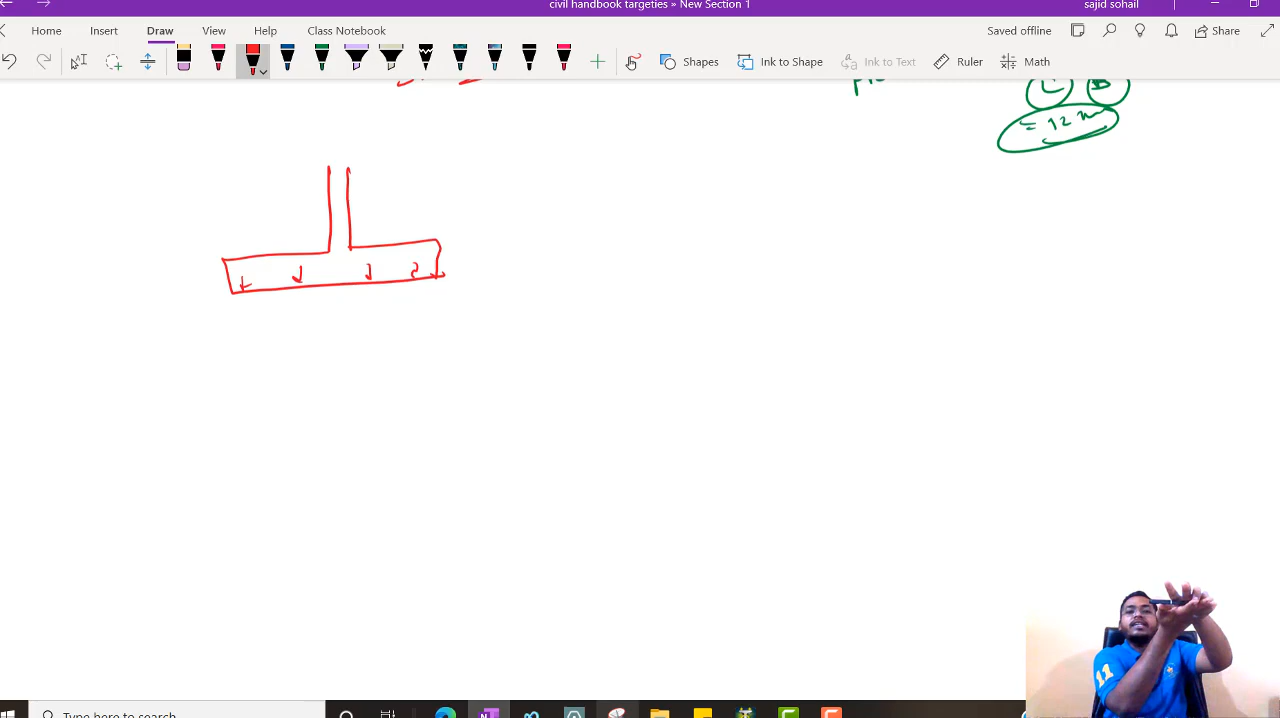 civil handbook targeties » New Section 1
sajid sohail
Home Insert Draw View Help Class Notebook
Saved offline
Share
Shapes
Ink to Shape
Ink to Text
Ruler
Math
L B
= 12 m
11
Type here to search